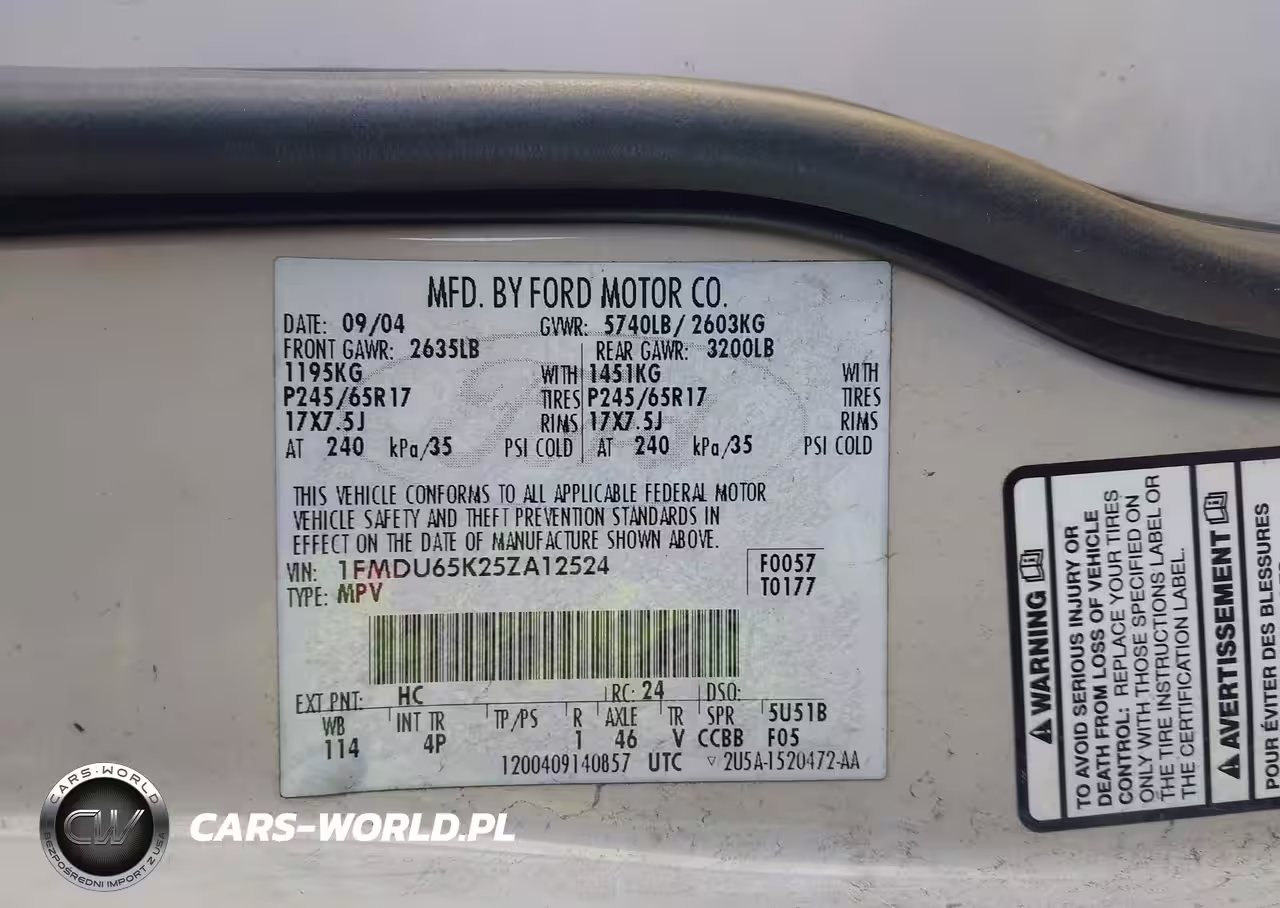 MFD. BY FORD MOTOR CO.
DATE: 09/04 GVWR: 5740LB / 2603KG
FRONT GAWR: 2635LB REAR GAWR: 3200LB
1195KG WITH 1451KG WITH
P245/65R17 TIRES P245/65R17 TIRES
17X7.5J RIMS 17X7.5J RIMS
AT 240 kPa/35 PSI COLD AT 240 kPa/35 PSI COLD
THIS VEHICLE CONFORMS TO ALL APPLICABLE FEDERAL MOTOR
VEHICLE SAFETY AND THEFT PREVENTION STANDARDS IN
EFFECT ON THE DATE OF MANUFACTURE SHOWN ABOVE.
VIN: 1FMDU65K25ZA12524 F0057
TYPE: MPV T0177
EXT PNT: HC RC: 24 DSO:
WB INT TR TP/PS R AXLE TR SPR 5U51B
114 4P 1 46 V CCBB F05
1200409140857 UTC ▽ 2U5A-1520472-AA
⚠ WARNING
TO AVOID SERIOUS INJURY OR
DEATH FROM LOSS OF VEHICLE
CONTROL: REPLACE YOUR TIRES
ONLY WITH THOSE SPECIFIED ON
THE TIRE INSTRUCTIONS LABEL OR
THE CERTIFICATION LABEL.
⚠ AVERTISSEMENT
POUR ÉVITER DES BLESSURES
CARS-WORLD
CW
BEZPOŚREDNI IMPORT Z USA
CARS-WORLD.PL